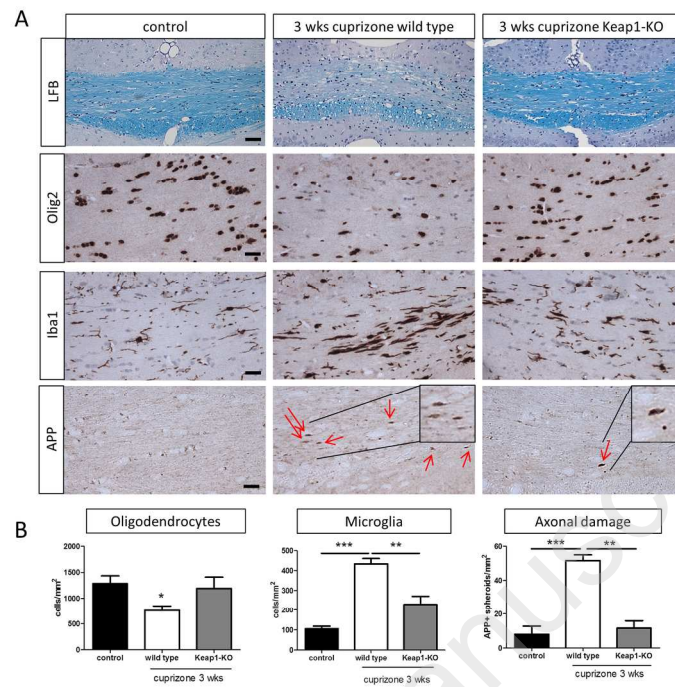 A
control
3 wks cuprizone wild type
3 wks cuprizone Keap1-KO
LFB
Olig2
Iba1
APP
B
Oligodendrocytes
Microglia
Axonal damage
cells/mm²
2000
1500
1000
500
0
*
control
wild type
Keap1-KO
cuprizone 3 wks
cells/mm²
500
400
300
200
100
0
***
**
control
wild type
Keap1-KO
cuprizone 3 wks
APP+ spheroids/mm²
60
40
20
0
***
**
control
wild type
Keap1-KO
cuprizone 3 wks